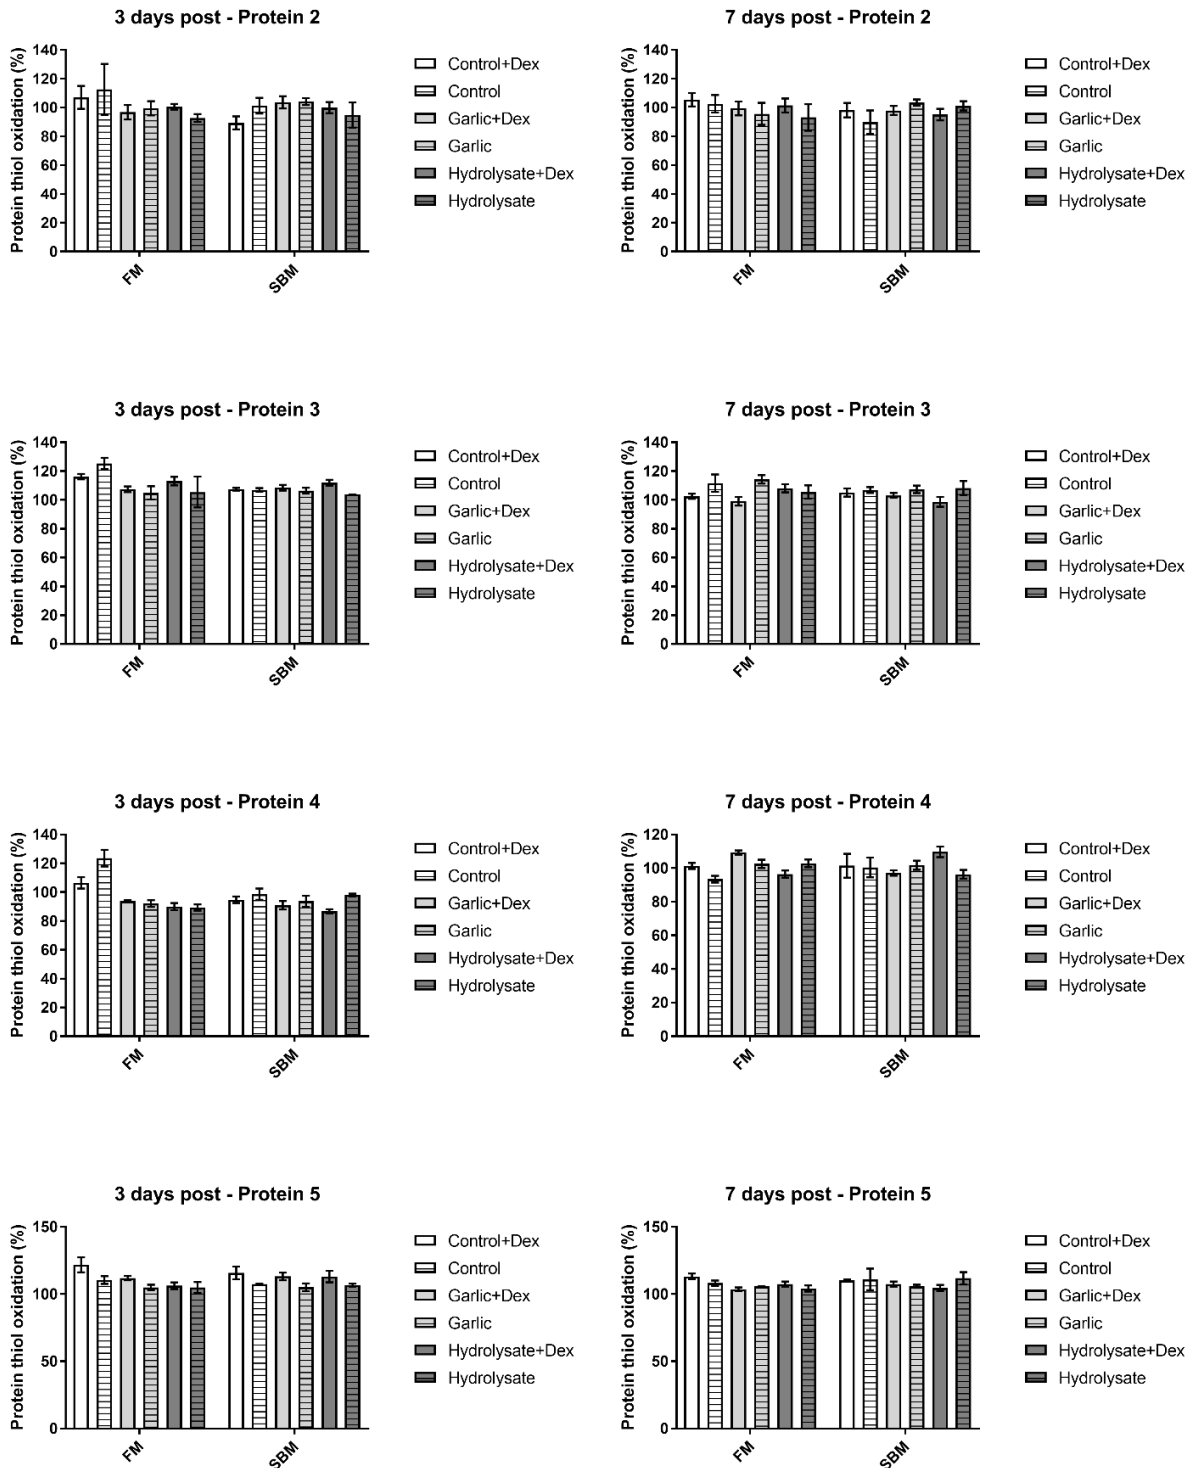 3 days post - Protein 2
Protein thiol oxidation (%)
140
120
100
80
60
40
20
0
FM
SBM
Control+Dex
Control
Garlic+Dex
Garlic
Hydrolysate+Dex
Hydrolysate
7 days post - Protein 2
Protein thiol oxidation (%)
140
120
100
80
60
40
20
0
FM
SBM
Control+Dex
Control
Garlic+Dex
Garlic
Hydrolysate+Dex
Hydrolysate
3 days post - Protein 3
Protein thiol oxidation (%)
140
120
100
80
60
40
20
0
FM
SBM
Control+Dex
Control
Garlic+Dex
Garlic
Hydrolysate+Dex
Hydrolysate
7 days post - Protein 3
Protein thiol oxidation (%)
140
120
100
80
60
40
20
0
FM
SBM
Control+Dex
Control
Garlic+Dex
Garlic
Hydrolysate+Dex
Hydrolysate
3 days post - Protein 4
Protein thiol oxidation (%)
140
120
100
80
60
40
20
0
FM
SBM
Control+Dex
Control
Garlic+Dex
Garlic
Hydrolysate+Dex
Hydrolysate
7 days post - Protein 4
Protein thiol oxidation (%)
120
100
80
60
40
20
0
FM
SBM
Control+Dex
Control
Garlic+Dex
Garlic
Hydrolysate+Dex
Hydrolysate
3 days post - Protein 5
Protein thiol oxidation (%)
150
100
50
0
FM
SBM
Control+Dex
Control
Garlic+Dex
Garlic
Hydrolysate+Dex
Hydrolysate
7 days post - Protein 5
Protein thiol oxidation (%)
150
100
50
0
FM
SBM
Control+Dex
Control
Garlic+Dex
Garlic
Hydrolysate+Dex
Hydrolysate